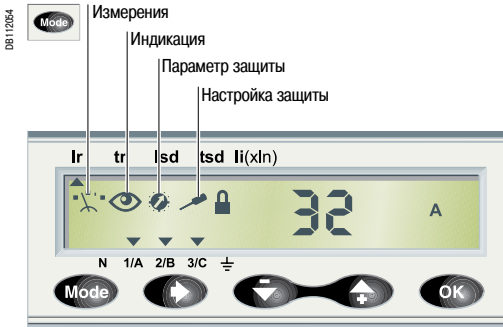 DB112054
Mode
Измерения
Индикация
Параметр защиты
Настройка защиты
Ir tr Isd tsd Ii(xIn)
32 A
N 1/A 2/B 3/C
Mode OK